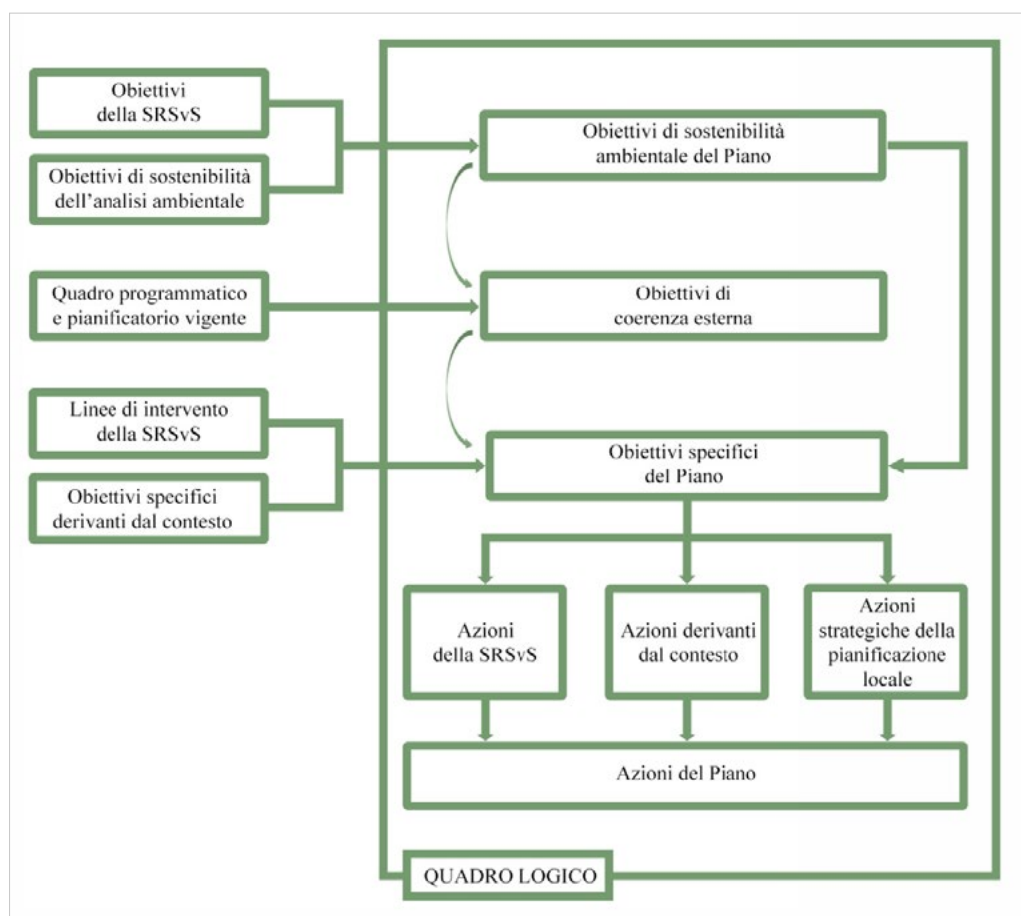 Obiettivi
della SRSvS
Obiettivi di sostenibilità
dell'analisi ambientale
Quadro programmatico
e pianificatorio vigente
Linee di intervento
della SRSvS
Obiettivi specifici
derivanti dal contesto
Obiettivi di sostenibilità
ambientale del Piano
Obiettivi di
coerenza esterna
Obiettivi specifici
del Piano
Azioni
della SRSvS
Azioni derivanti
dal contesto
Azioni
strategiche della
pianificazione
locale
Azioni del Piano
QUADRO LOGICO